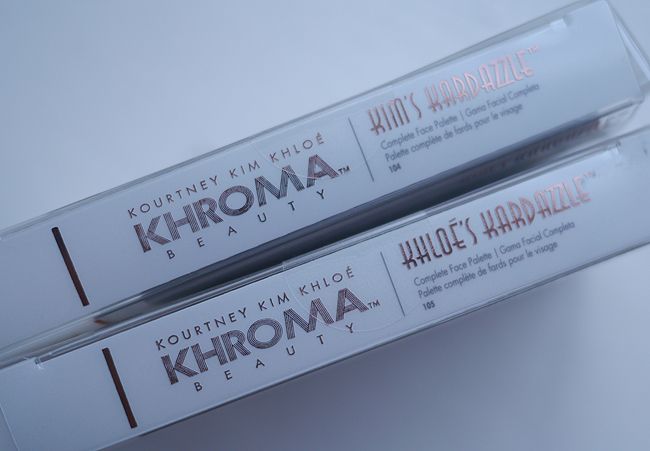 KOURTNEY KIM KHLOÉ
KHROMA™
BEAUTY
KIM'S KARDAZZLE™
Complete Face Palette | Gama Facial Completa
Palette complète de fards pour le visage
104
KOURTNEY KIM KHLOÉ
KHROMA™
BEAUTY
KHLOÉ'S KARDAZZLE™
Complete Face Palette | Gama Facial Completa
Palette complète de fards pour le visage
105